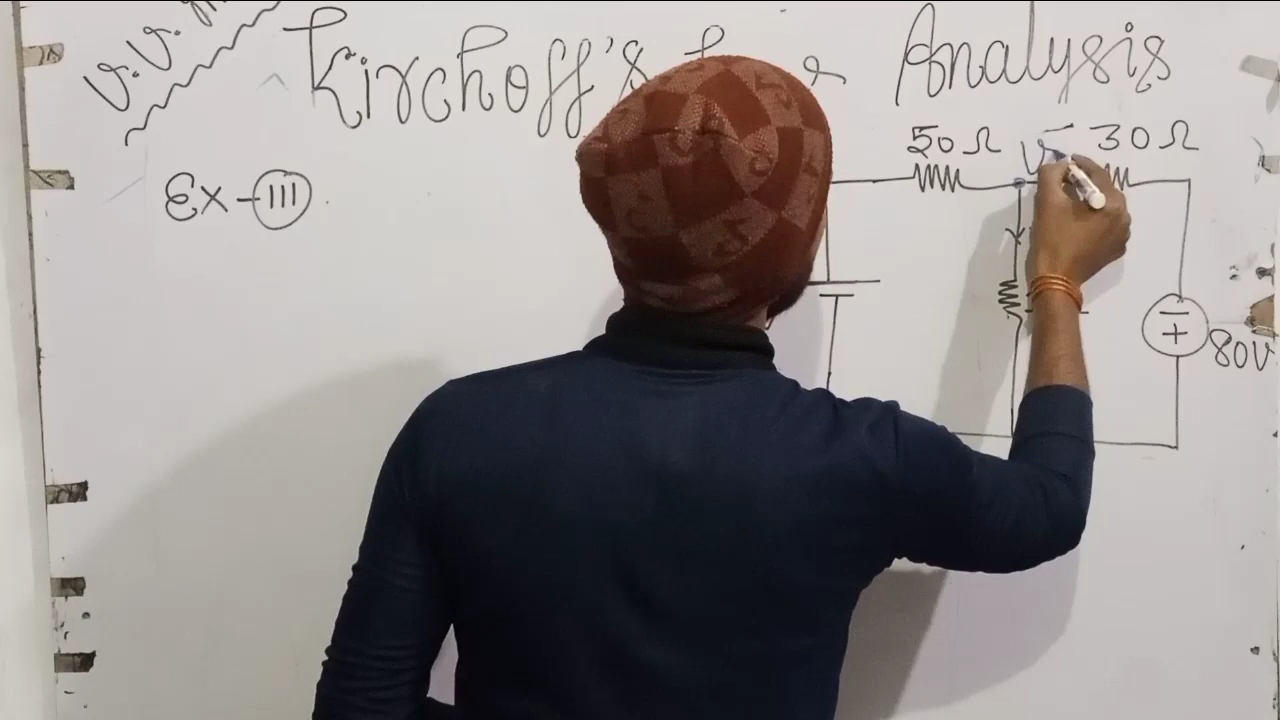 V.V.
Kirchoff's Analysis
50Ω 30Ω
V
Ex-III
-
+
80V